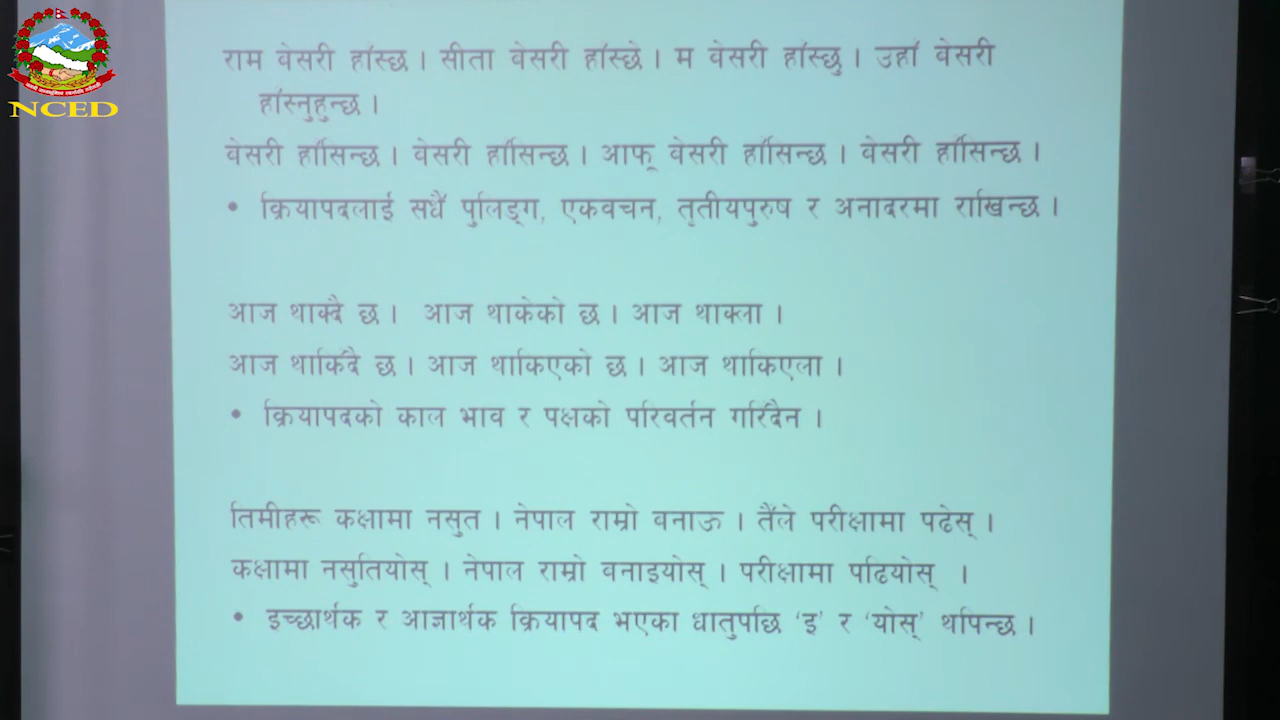 NCED
राम वेसरी हाँस्छ । सीता वेसरी हाँस्छे । म वेसरी हाँस्छु । उहाँ वेसरी
हाँस्नुहुन्छ ।
वेसरी हाँसिन्छ । वेसरी हाँसिन्छ । आफू वेसरी हाँसिन्छ । वेसरी हाँसिन्छ ।
• क्रियापदलाई सधैँ पुलिङ्ग, एकवचन, तृतीयपुरुष र अनादरमा राखिन्छ ।
आज थाक्दै छ । आज थाकेको छ । आज थाक्ला ।
आज थाकिँदै छ । आज थाकिएको छ । आज थाकिएला ।
• क्रियापदको काल भाव र पक्षको परिवर्तन गरिँदैन ।
तिमीहरू कक्षामा नसुत । नेपाल राम्रो वनाऊ । तैँले परीक्षामा पढेस् ।
कक्षामा नसुतियोस् । नेपाल राम्रो वनाइयोस् । परीक्षामा पढियोस् ।
• इच्छार्थक र आज्ञार्थक क्रियापद भएका धातुपछि ‘इ’ र ‘योस्’ थपिन्छ ।